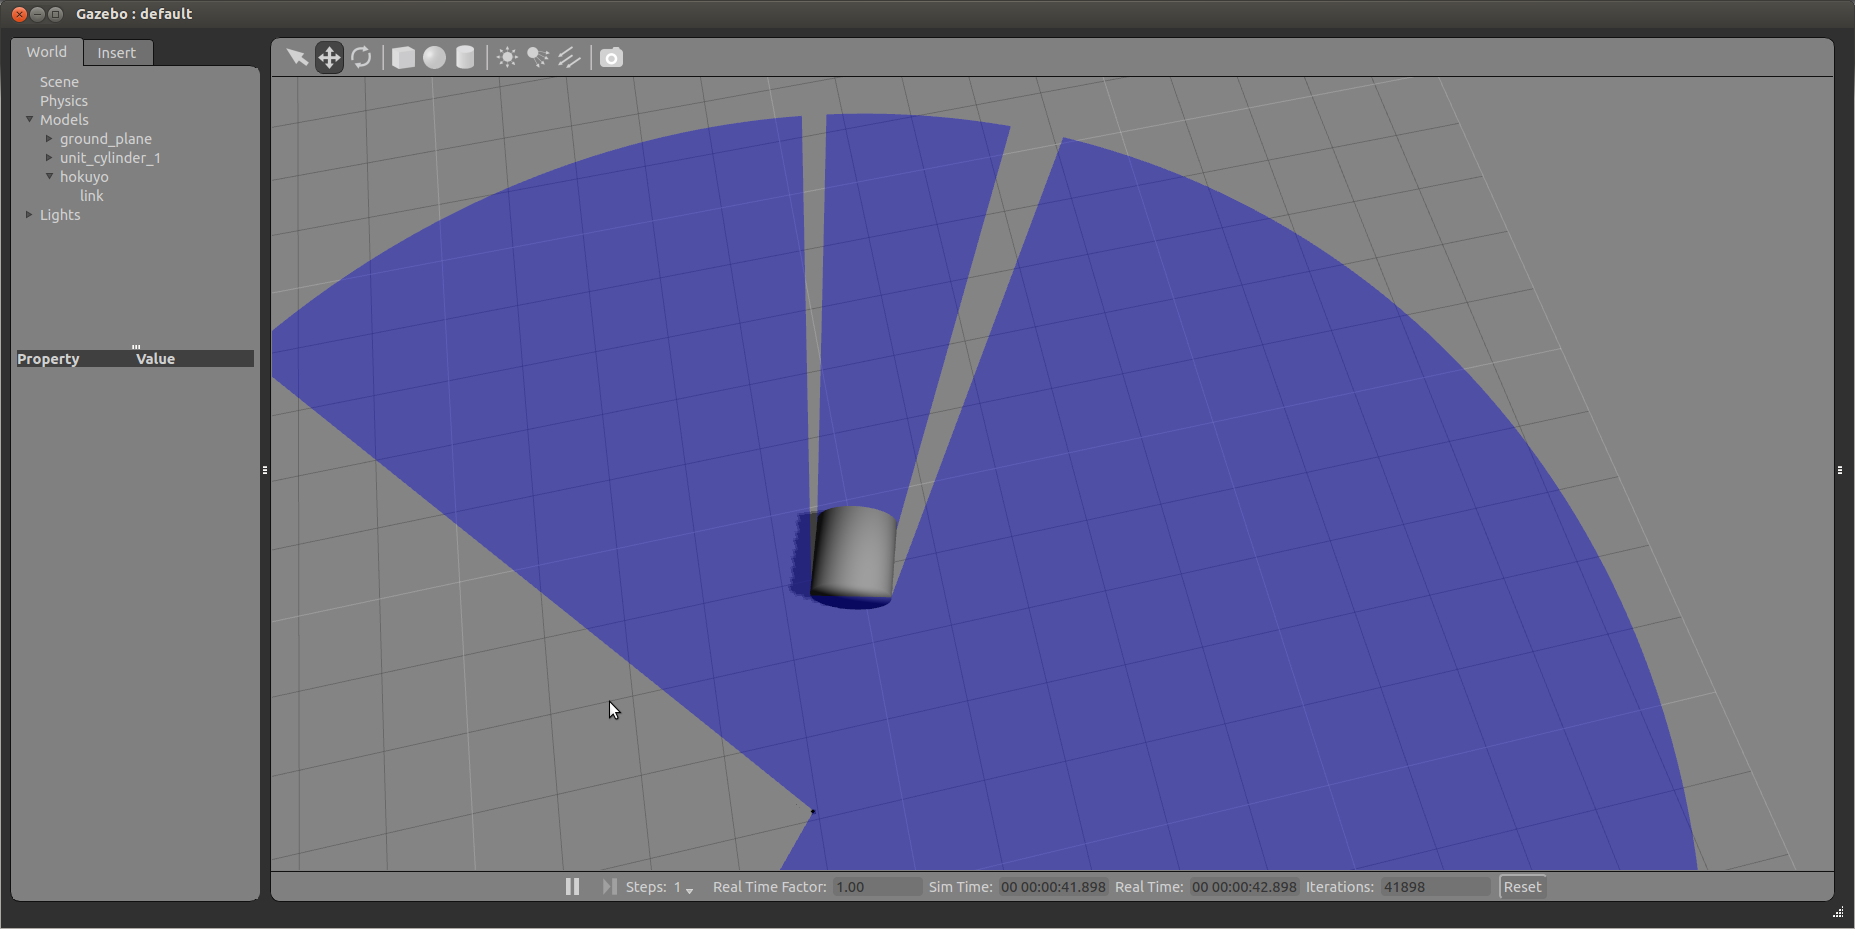 Gazebo : default
World Insert
Scene
Physics
Models
ground_plane
unit_cylinder_1
hokuyo
link
Lights
Property Value
Steps: 1 Real Time Factor: 1.00 Sim Time: 00 00:00:41.898 Real Time: 00 00:00:42.898 Iterations: 41898 Reset